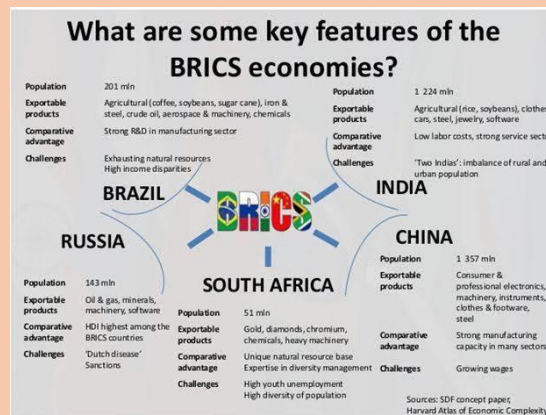 What are some key features of the
BRICS economies?
Population 201 mln
Exportable products Agricultural (coffee, soybeans, sugar cane), iron &
steel, crude oil, aerospace & machinery, chemicals
Comparative advantage Strong R&D in manufacturing sector
Challenges Exhausting natural resources
High income disparities
BRAZIL
Population 1 224 mln
Exportable products Agricultural (rice, soybeans), clothes
cars, steel, jewelry, software
Comparative advantage Low labor costs, strong service
Challenges 'Two Indias': imbalance of rural and
urban population
INDIA
BRICS
RUSSIA
Population 143 mln
Exportable products Oil & gas, minerals,
machinery, software
Comparative advantage HDI highest among the
BRICS countries
Challenges 'Dutch disease'
Sanctions
SOUTH AFRICA
Population 51 mln
Exportable products Gold, diamonds, chromium,
chemicals, heavy machinery
Comparative advantage Unique natural resource base
Expertise in diversity management
Challenges High youth unemployment
High diversity of population
CHINA
Population 1 357 mln
Exportable products Consumer &
professional electronics,
machinery, instruments,
clothes & footware,
steel
Comparative advantage Strong manufacturing
capacity in many sectors
Challenges Growing wages
Sources: SDF concept paper,
Harvard Atlas of Economic Complexity